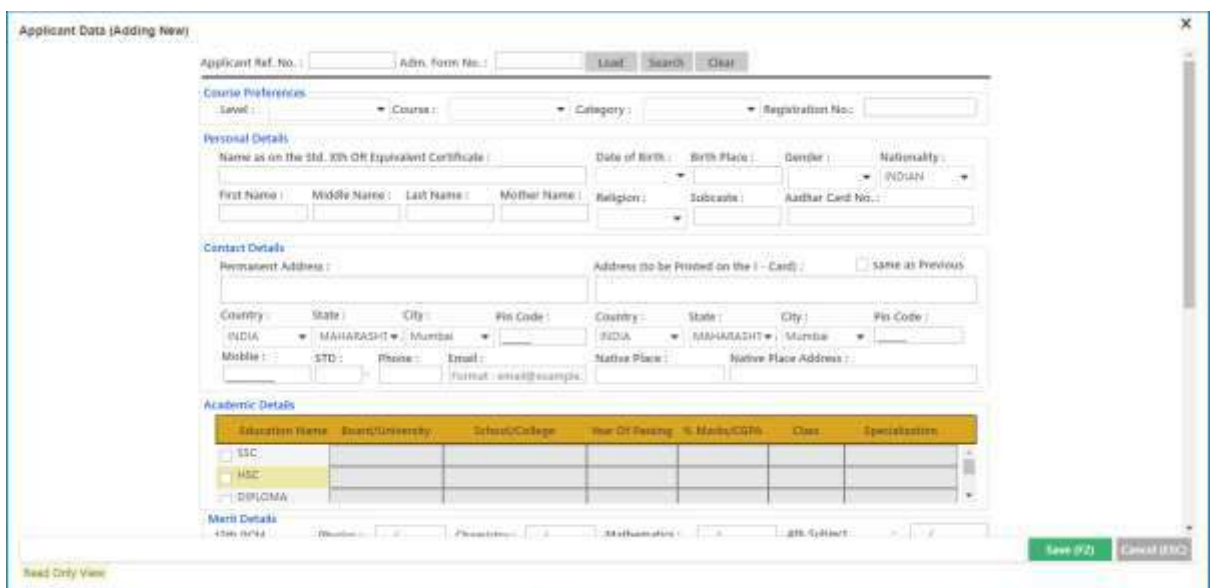 Applicant Data (Adding New)
×
Applicant Ref. No. : Adm. Form No. : Load Search Clear
Course Preferences
Level : Course : Category : Registration No.:
Personal Details
Name as on the Std. Xth OR Equivalent Certificate : Date of Birth : Birth Place : Gender : Nationality :
INDIAN
First Name : Middle Name : Last Name : Mother Name : Religion : Subcaste : Aadhar Card No. :
Contact Details
Permanent Address : Address (to be Printed on the I - Card) : same as Previous
Country : State : City : Pin Code : Country : State : City : Pin Code :
INDIA MAHARASHT Mumbai INDIA MAHARASHT Mumbai
Mobile : STD : Phone : Email : Native Place : Native Place Address :
Format : email@example.
Academic Details
Education Name Board/University School/College Year Of Passing % Marks/CGPA Class Specialization
SSC
HSC
DIPLOMA
Merit Details
12th PCM Physics : / Chemistry : / Mathematics : / 4th Subject : /
Save (F2) Cancel (ESC)
Read Only View